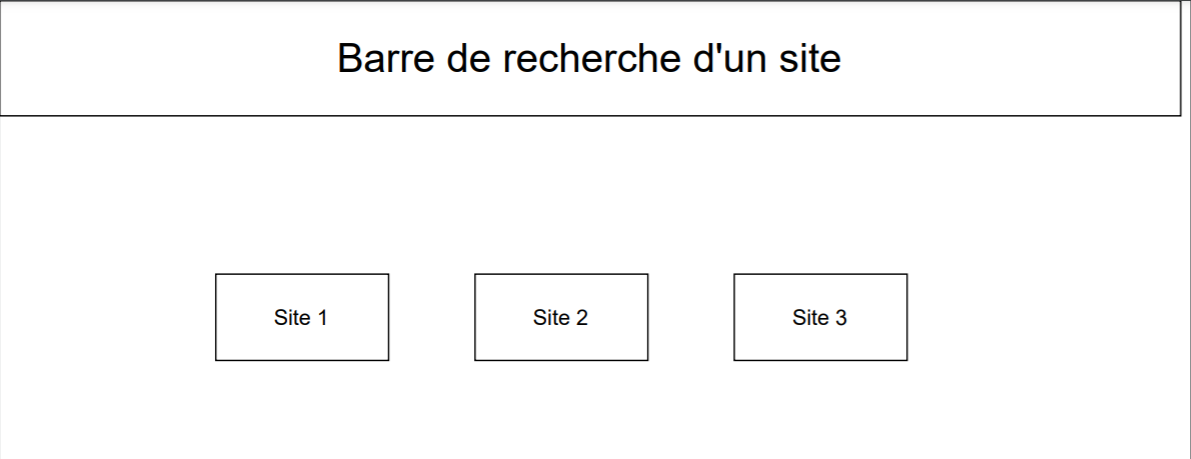 Barre de recherche d'un site
Site 1
Site 2
Site 3